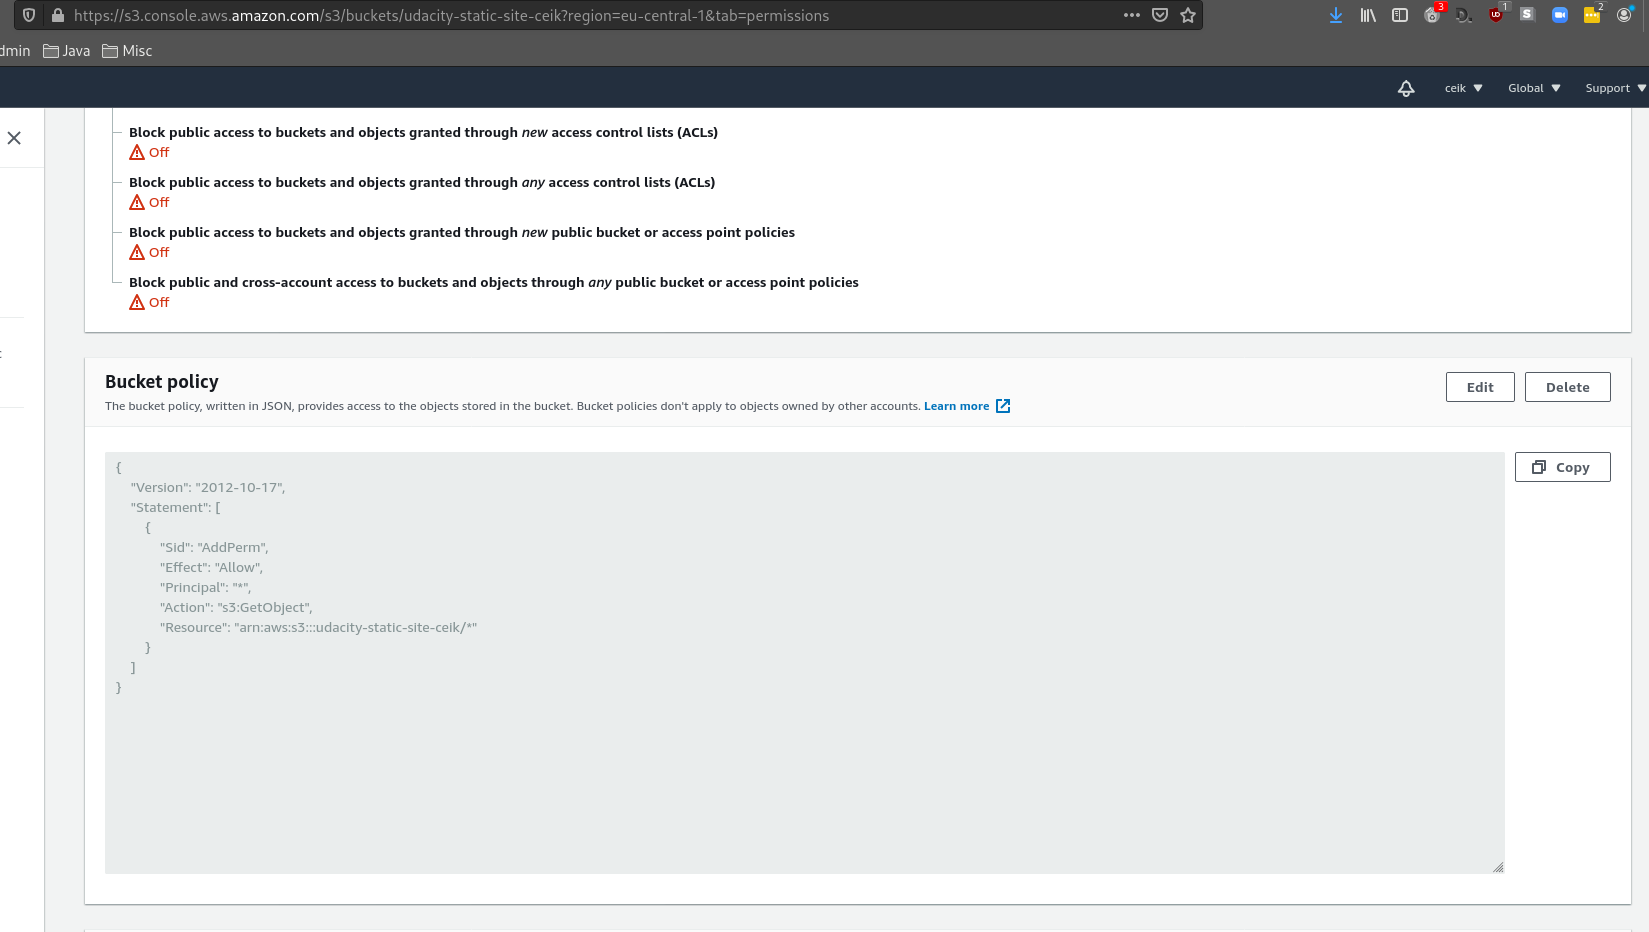 https://s3.console.aws.amazon.com/s3/buckets/udacity-static-site-ceik?region=eu-central-1&tab=permissions
3
1
2
dmin Java Misc
ceik Global Support
Block public access to buckets and objects granted through new access control lists (ACLs)
Off
Block public access to buckets and objects granted through any access control lists (ACLs)
Off
Block public access to buckets and objects granted through new public bucket or access point policies
Off
Block public and cross-account access to buckets and objects through any public bucket or access point policies
Off
Bucket policy
Edit
Delete
The bucket policy, written in JSON, provides access to the objects stored in the bucket. Bucket policies don't apply to objects owned by other accounts. Learn more
Copy
{
"Version": "2012-10-17",
"Statement": [
{
"Sid": "AddPerm",
"Effect": "Allow",
"Principal": "*",
"Action": "s3:GetObject",
"Resource": "arn:aws:s3:::udacity-static-site-ceik/*"
}
]
}